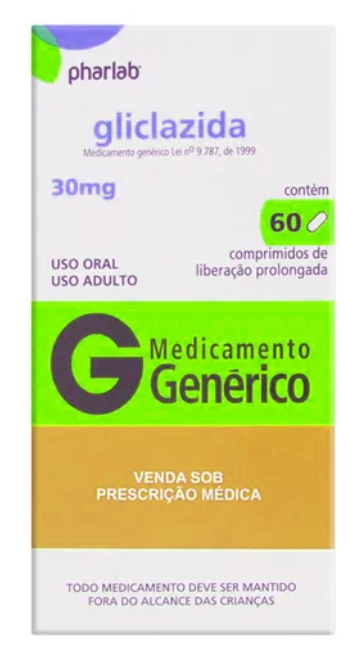 pharlab
gliclazida
Medicamento genérico Lei nº 9.787, de 1999
30mg
contém
60
comprimidos de
liberação prolongada
USO ORAL
USO ADULTO
G Medicamento
Genérico
VENDA SOB
PRESCRIÇÃO MÉDICA
TODO MEDICAMENTO DEVE SER MANTIDO
FORA DO ALCANCE DAS CRIANÇAS